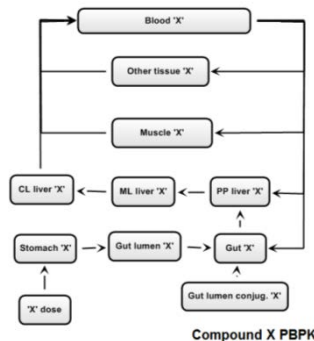 Blood 'X'
Other tissue 'X'
Muscle 'X'
CL liver 'X'
ML liver 'X'
PP liver 'X'
Stomach 'X'
Gut lumen 'X'
Gut 'X'
'X' dose
Gut lumen conjug. 'X'
Compound X PBPK